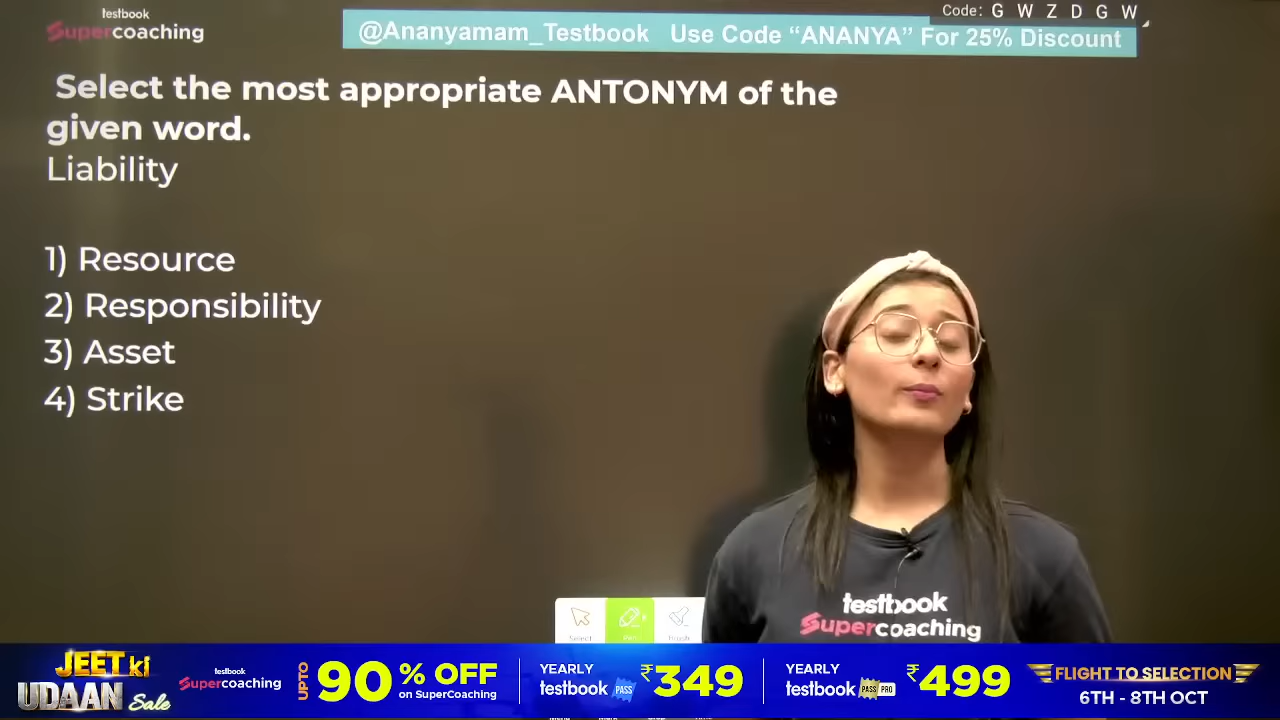 testbook
Supercoaching
@Ananyamam_Testbook Use Code “ANANYA” For 25% Discount
Code: G W Z D G W
Select the most appropriate ANTONYM of the
given word.
Liability
1) Resource
2) Responsibility
3) Asset
4) Strike
testbook
Supercoaching
Select
JEET ki
UDAAN Sale
testbook
Supercoaching
UPTO 90% OFF
on SuperCoaching
YEARLY
testbook PASS ₹349
YEARLY
testbook PASS PRO ₹499
FLIGHT TO SELECTION
6TH - 8TH OCT